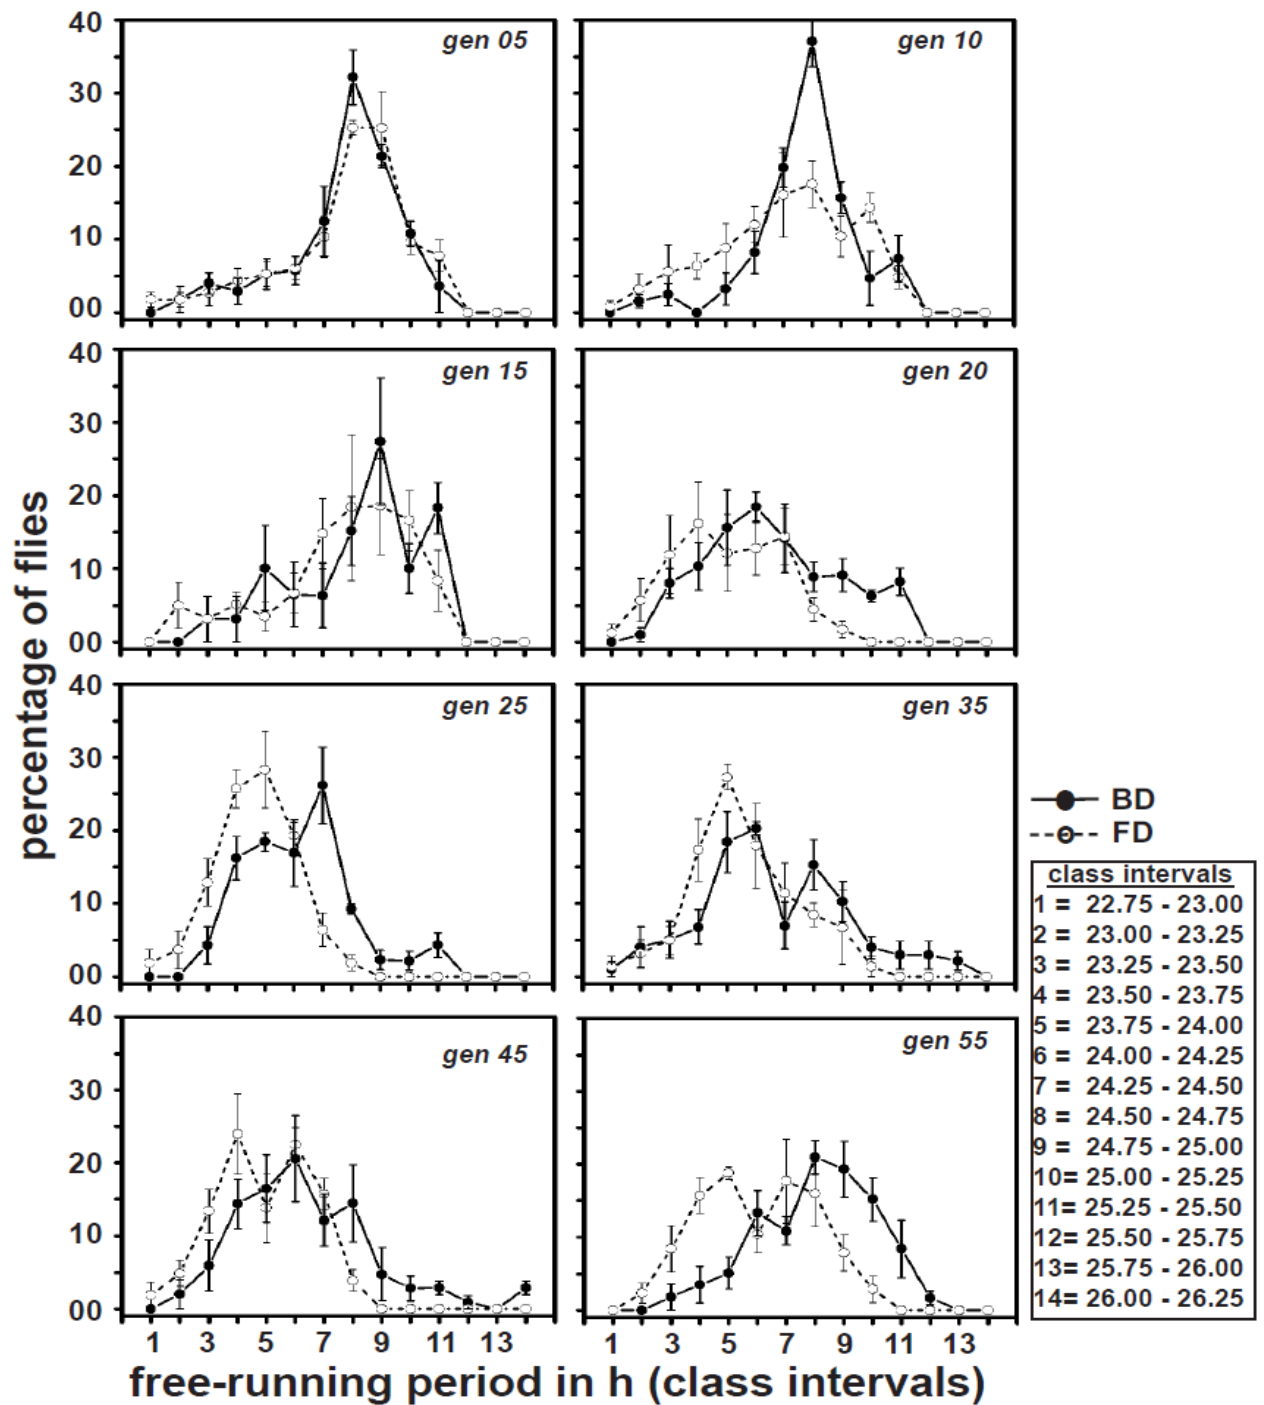 40
30
20
10
00
gen 05
gen 10
40
30
20
10
00
gen 15
gen 20
40
30
20
10
00
gen 25
gen 35
40
30
20
10
00
gen 45
gen 55
1 3 5 7 9 11 13
1 3 5 7 9 11 13
percentage of flies
free-running period in h (class intervals)
BD
FD
class intervals
1 = 22.75 - 23.00
2 = 23.00 - 23.25
3 = 23.25 - 23.50
4 = 23.50 - 23.75
5 = 23.75 - 24.00
6 = 24.00 - 24.25
7 = 24.25 - 24.50
8 = 24.50 - 24.75
9 = 24.75 - 25.00
10= 25.00 - 25.25
11= 25.25 - 25.50
12= 25.50 - 25.75
13= 25.75 - 26.00
14= 26.00 - 26.25